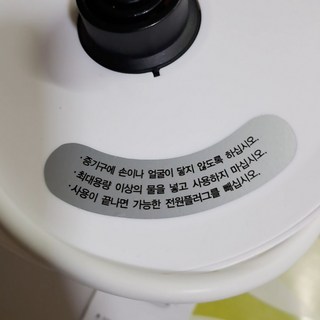 ·증기구에 손이나 얼굴이 닿지 않도록 하십시오.
·최대용량 이상의 물을 넣고 사용하지 마십시오.
·사용이 끝나면 가능한 전원플러그를 빼십시오.